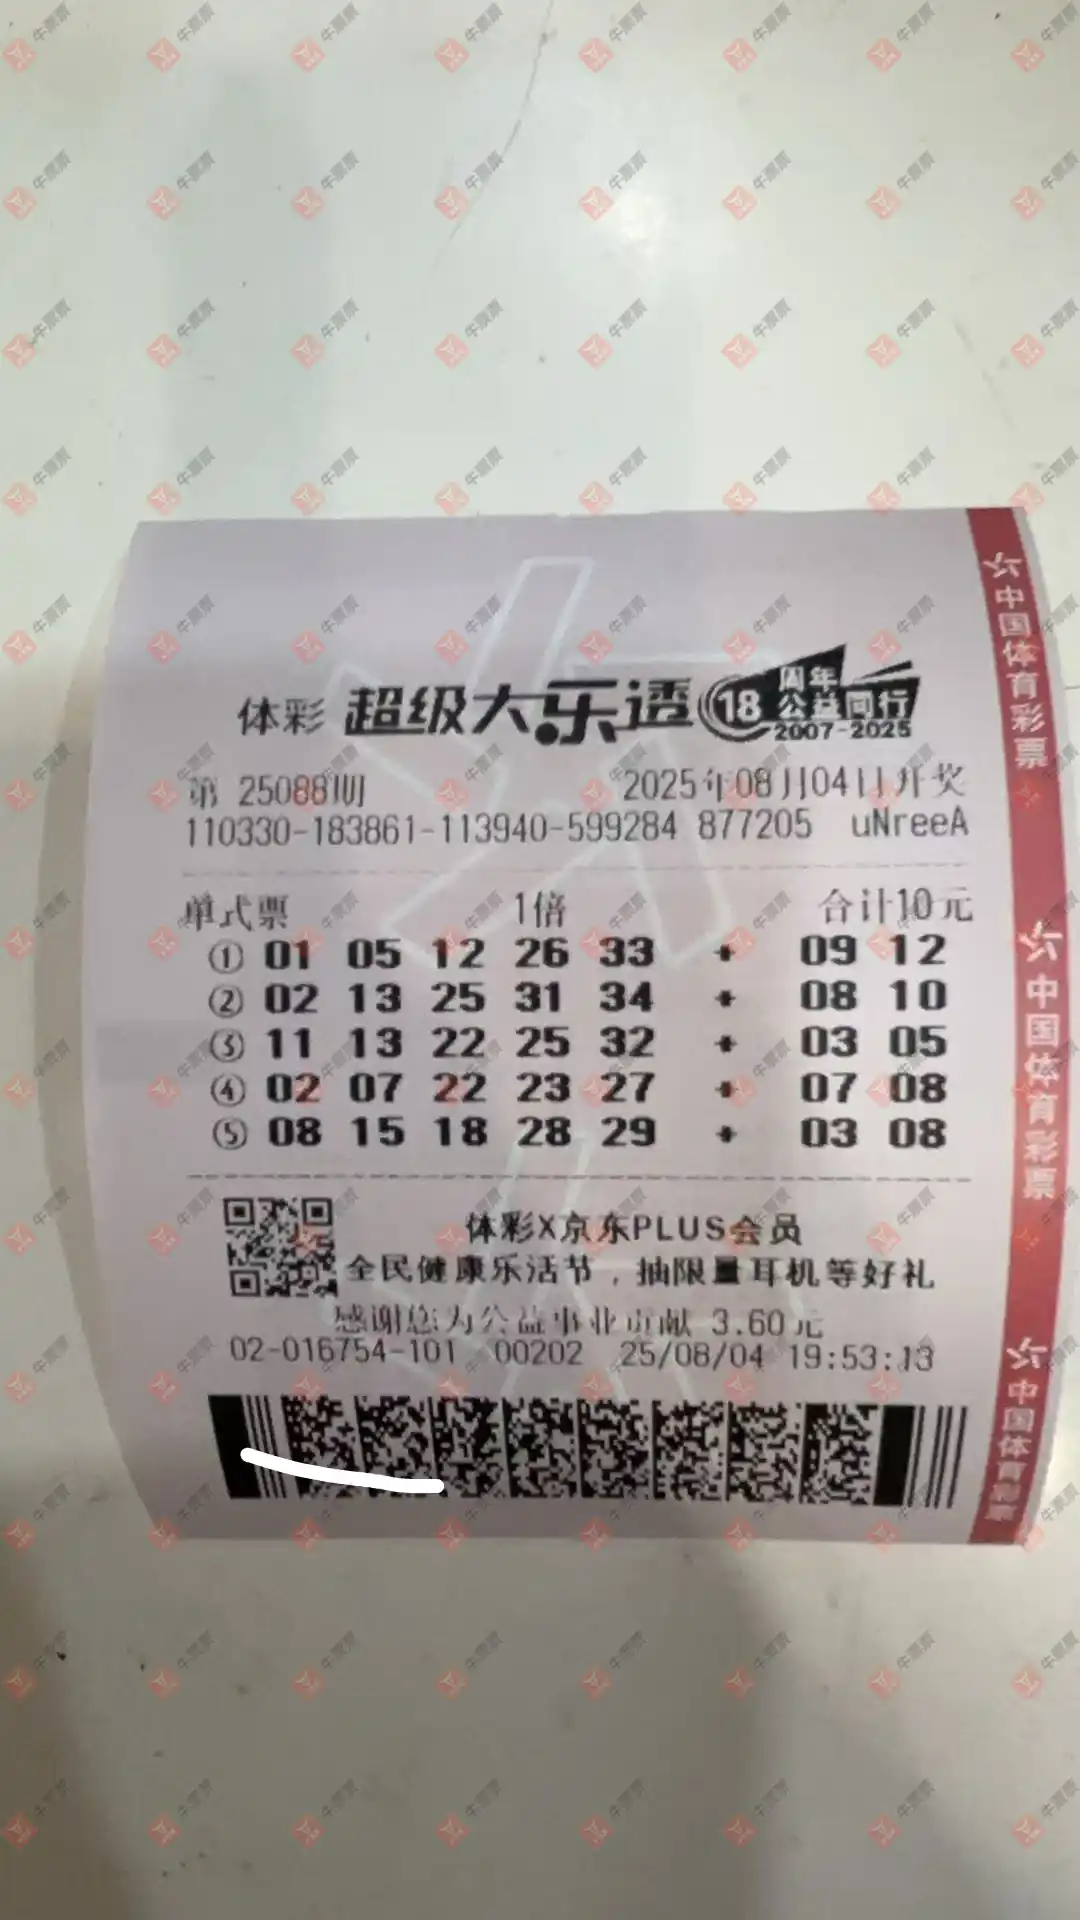 体彩 超级大乐透 18 周年 公益同行 2007-2025
第 25088期 2025年08月04日开奖
110330-183861-113940-599284 877205 uNreeA
单式票 1倍 合计10元
① 01 05 12 26 33 + 09 12
② 02 13 25 31 34 + 08 10
③ 11 13 22 25 32 + 03 05
④ 02 07 22 23 27 + 07 08
⑤ 08 15 18 28 29 + 03 08
体彩X京东PLUS会员
全民健康乐活节，抽限量耳机等好礼
感谢您为公益事业贡献 3.60元
02-016754-101 00202 25/08/04 19:53:13
中国体育彩票
中国体育彩票
中国体育彩票
牛票票